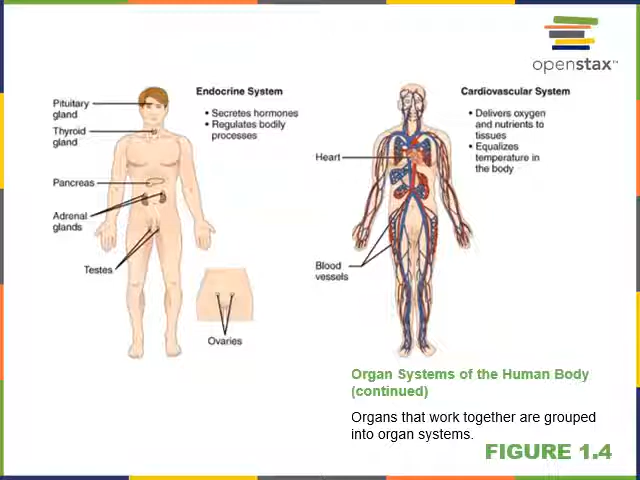 openstax™
Endocrine System
• Secretes hormones
• Regulates bodily
processes
Pituitary
gland
Thyroid
gland
Pancreas
Adrenal
glands
Testes
Ovaries
Cardiovascular System
• Delivers oxygen
and nutrients to
tissues
• Equalizes
temperature in
the body
Heart
Blood
vessels
Organ Systems of the Human Body
(continued)
Organs that work together are grouped
into organ systems.
FIGURE 1.4